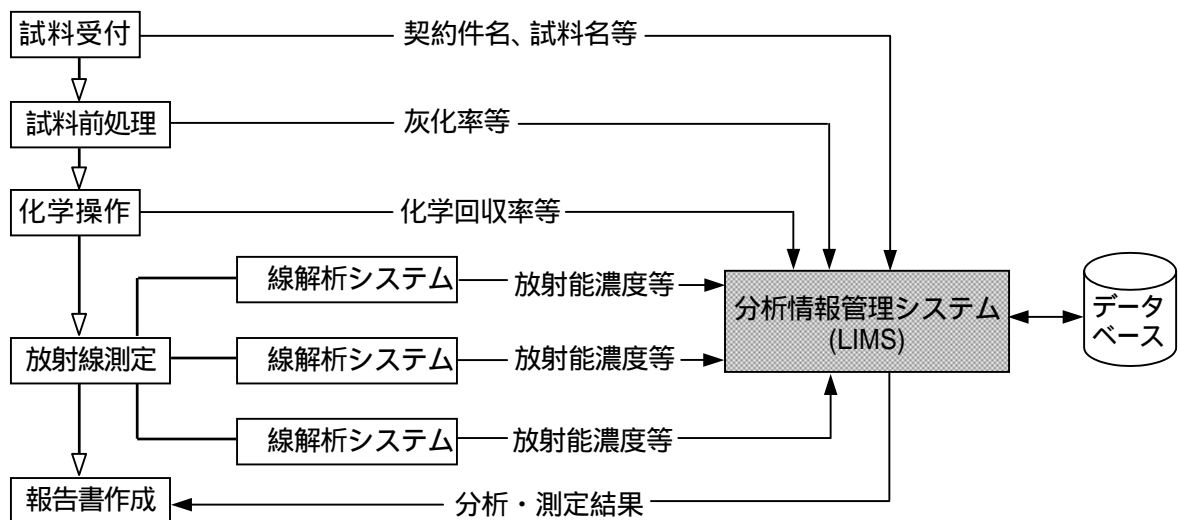 試料受付
契約件名、試料名等
試料前処理
灰化率等
化学操作
化学回収率等
線解析システム
放射能濃度等
分析情報管理システム
(LIMS)
データ
ベース
放射線測定
線解析システム
放射能濃度等
線解析システム
放射能濃度等
報告書作成
分析・測定結果